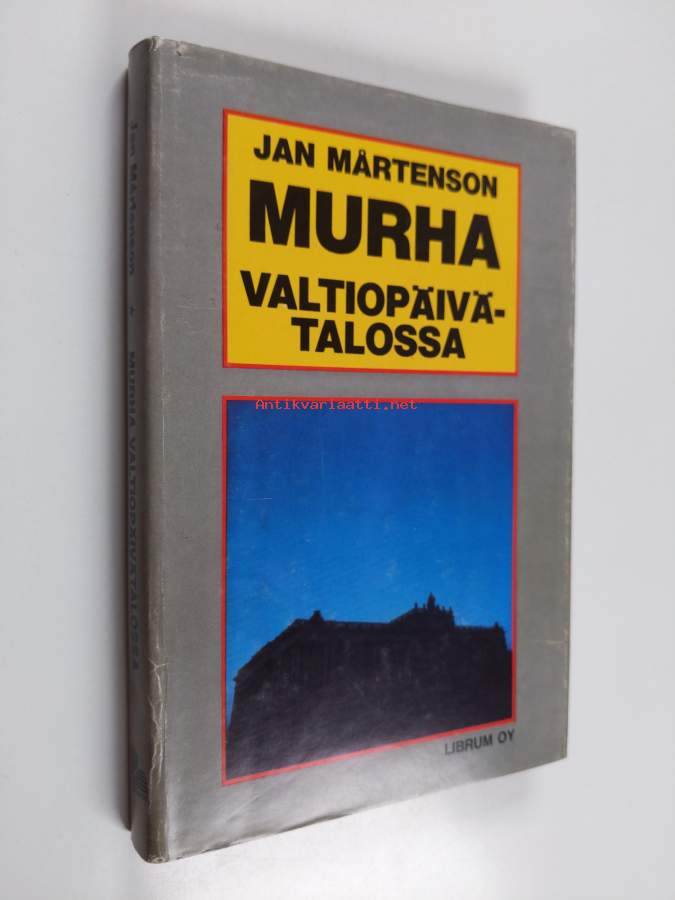 JAN MÅRTENSON
MURHA
VALTIOPÄIVÄ-
TALOSSA
Antikvariaatti.net
LIBRUM OY
Jan Mårtenson * MURHA VALTIOPÄIVÄTALOSSA